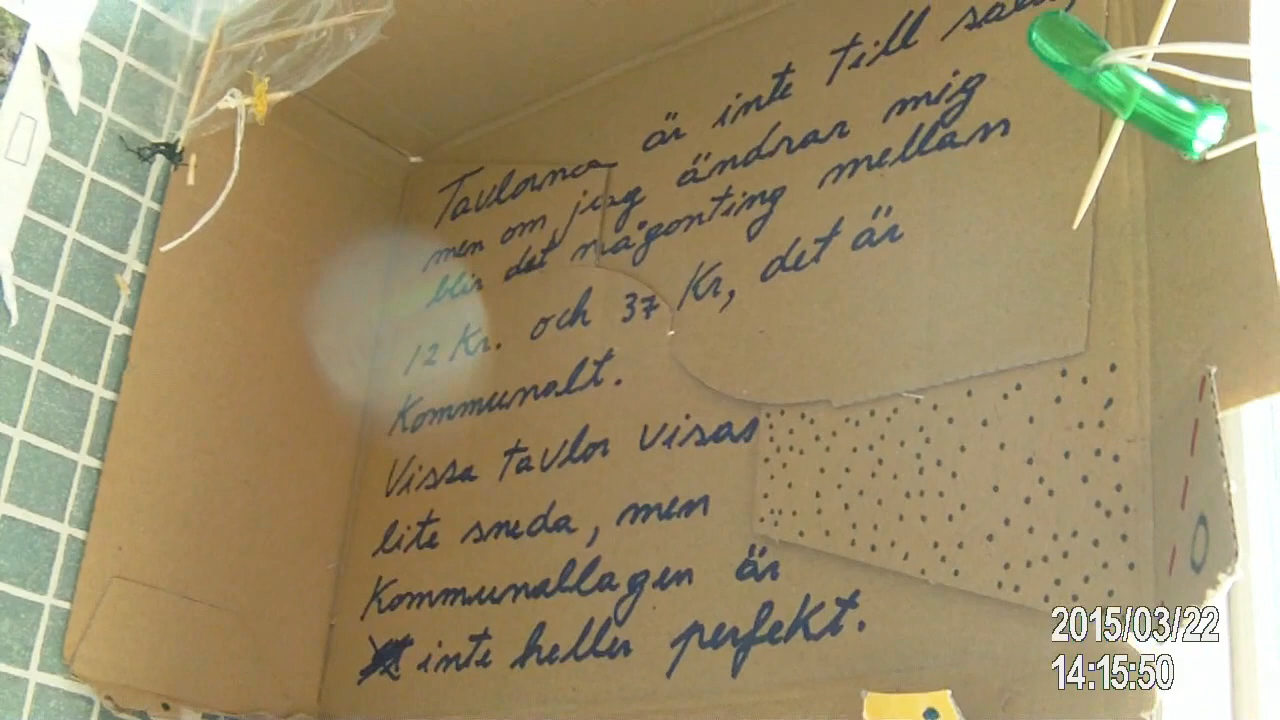 Tavlorna är inte till salu,
men om jag ändrar mig
blir det någonting mellan
12 Kr. och 37 Kr, det är
Kommunalt.
Vissa tavlor visas
lite sneda, men
Kommunallagen är
inte heller perfekt.
2015/03/22
14:15:50